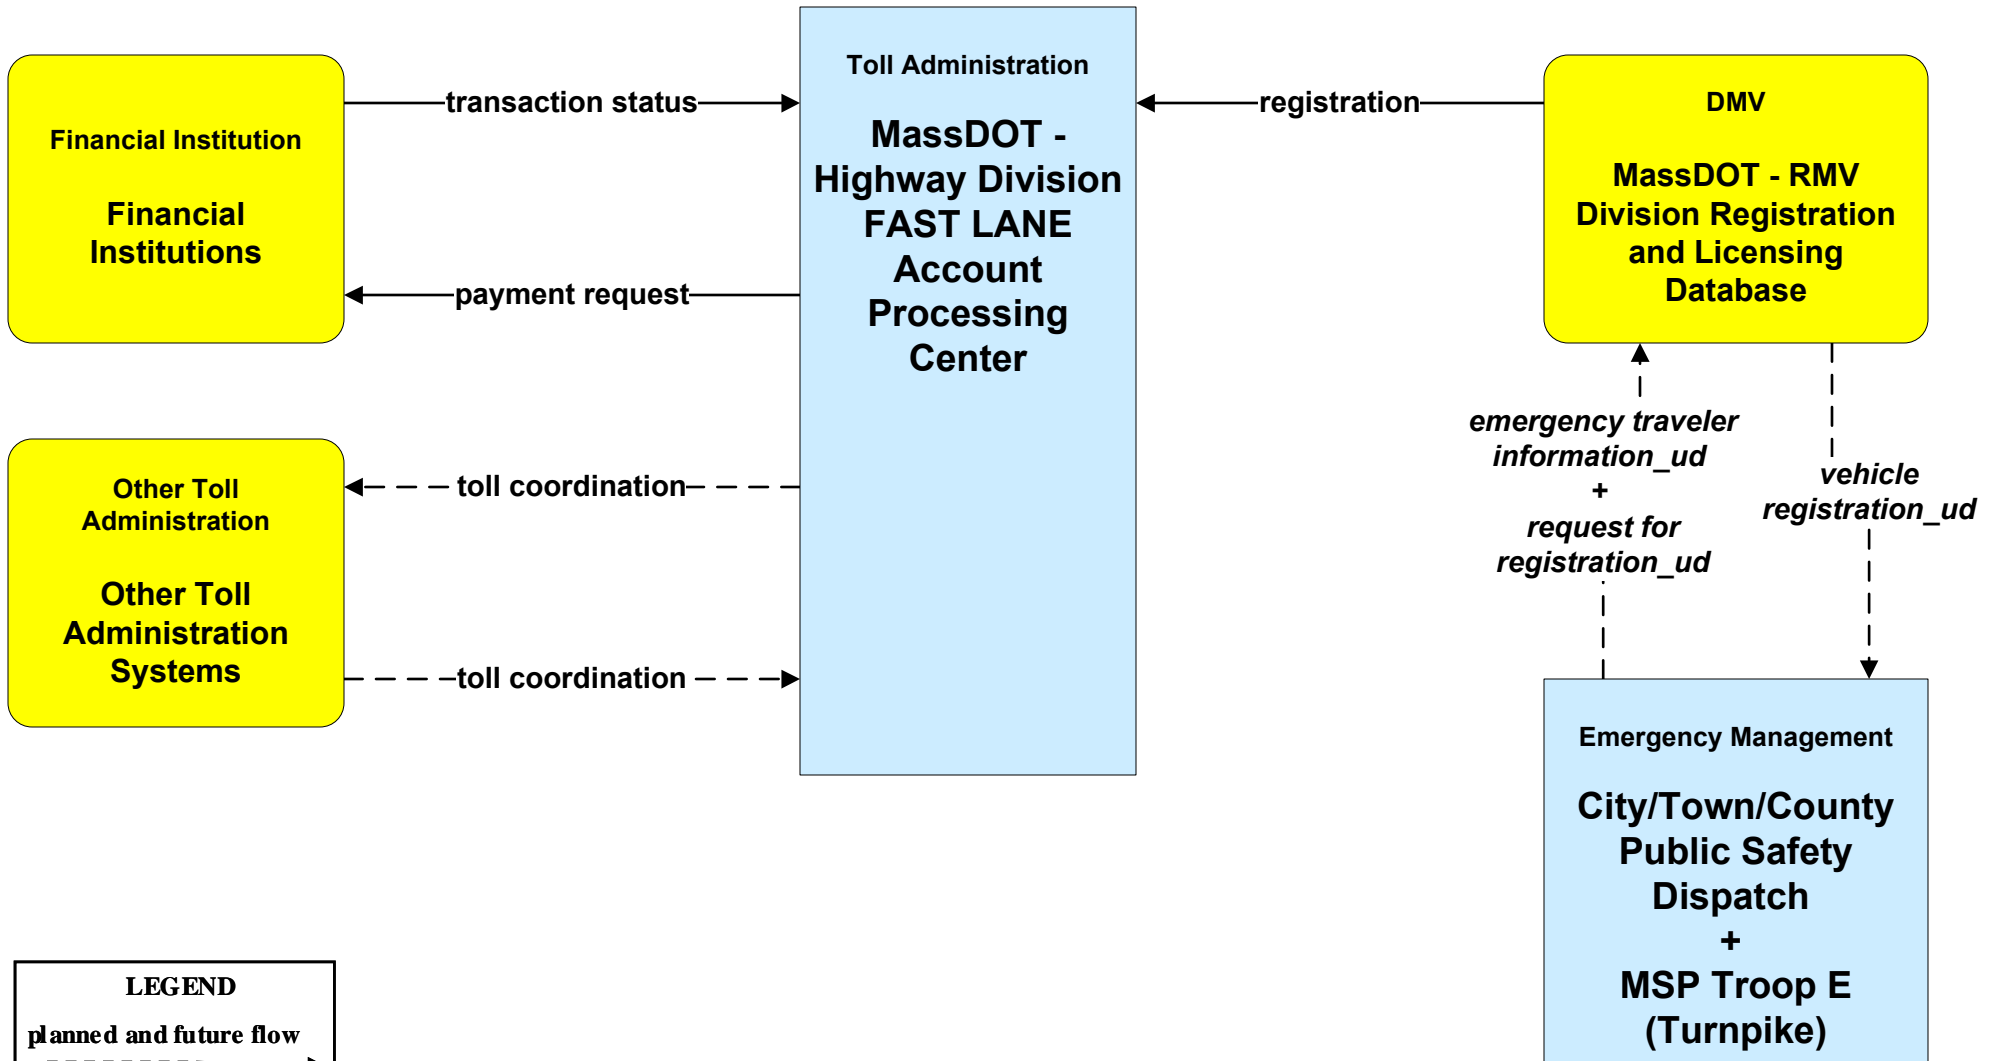 Financial Institution
Financial
Institutions
transaction status
payment request
Toll Administration
MassDOT -
Highway Division
FAST LANE
Account
Processing
Center
registration
DMV
MassDOT - RMV
Division Registration
and Licensing
Database
Other Toll
Administration
Other Toll
Administration
Systems
toll coordination
toll coordination
emergency traveler
information_ud
+
request for
registration_ud
vehicle
registration_ud
Emergency Management
City/Town/County
Public Safety
Dispatch
+
MSP Troop E
(Turnpike)
LEGEND
planned and future flow